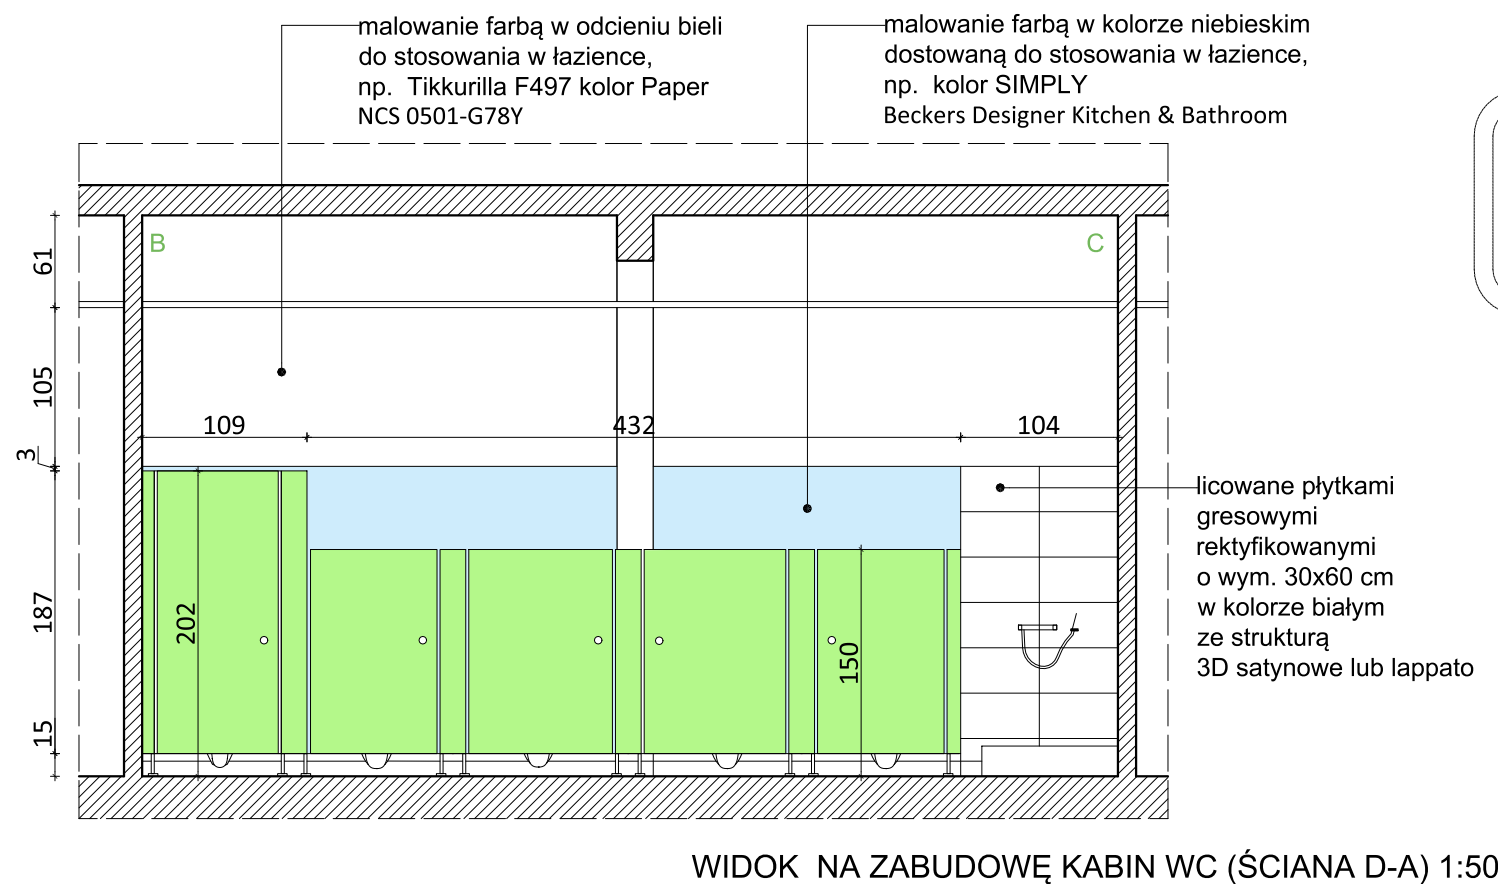 malowanie farbą w odcieniu bieli
do stosowania w łazience,
np. Tikkurilla F497 kolor Paper
NCS 0501-G78Y
malowanie farbą w kolorze niebieskim
dostowaną do stosowania w łazience,
np. kolor SIMPLY
Beckers Designer Kitchen & Bathroom
B
C
61
105
3
187
15
109
432
104
202
150
licowane płytkami
gresowymi
rektyfikowanymi
o wym. 30x60 cm
w kolorze białym
ze strukturą
3D satynowe lub lappato
WIDOK NA ZABUDOWĘ KABIN WC (ŚCIANA D-A) 1:50